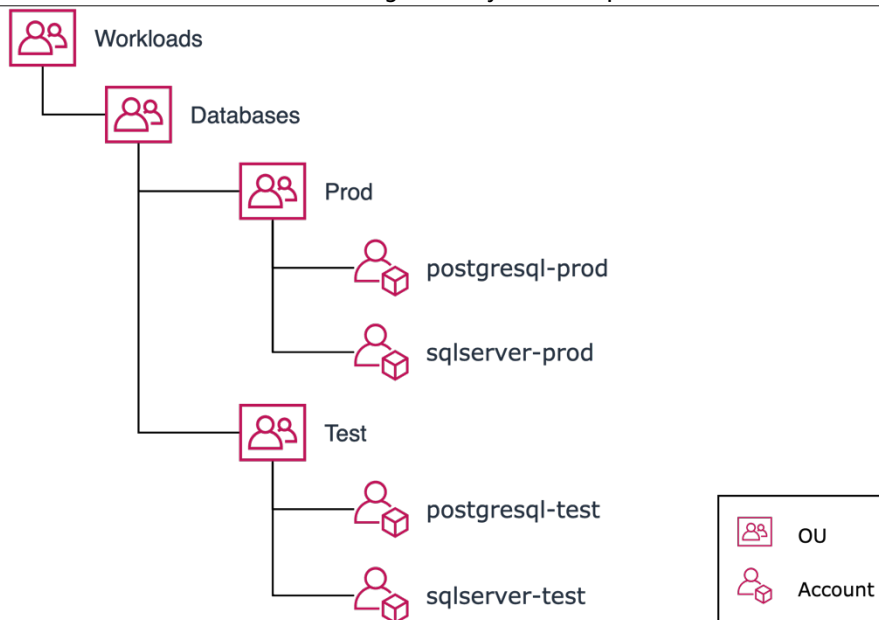 Workloads
Databases
Prod
postgresql-prod
sqlserver-prod
Test
postgresql-test
sqlserver-test
OU
Account